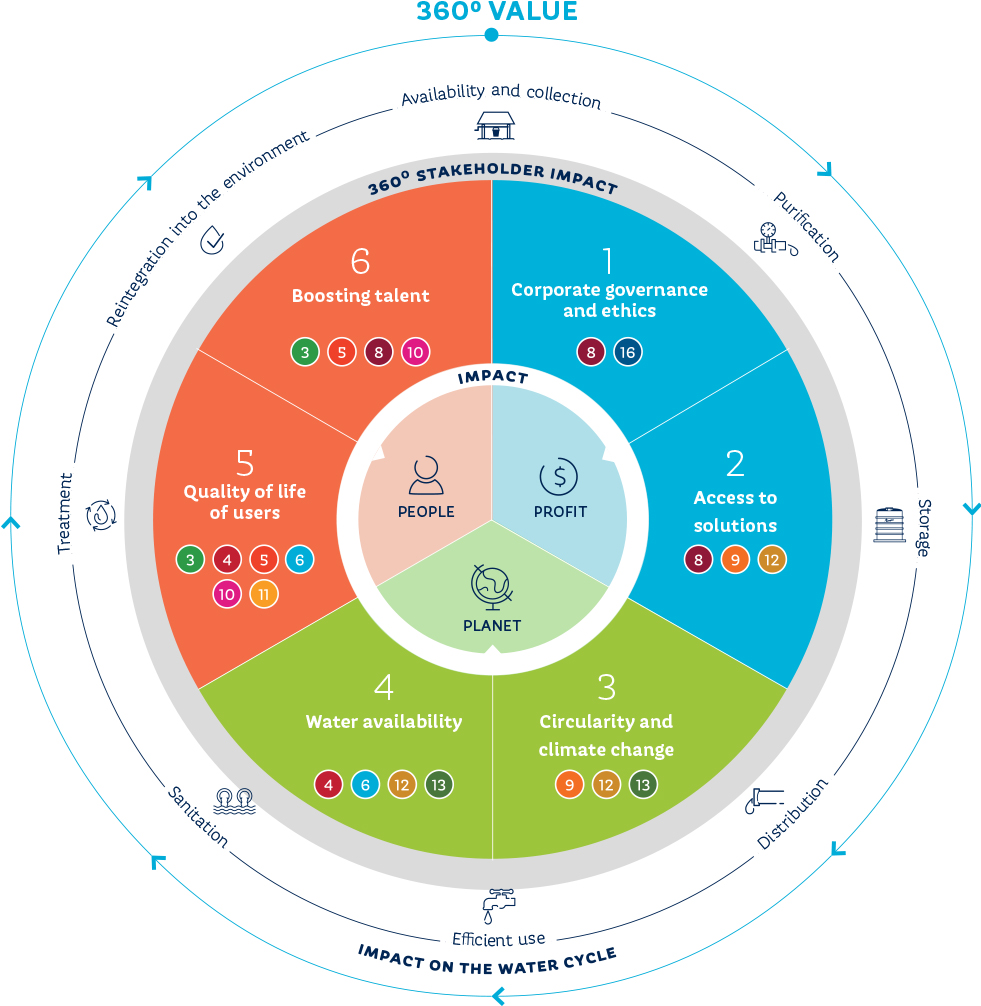 360º VALUE
Availability and collection
Purification
Storage
Distribution
Efficient use
Sanitation
Treatment
Reintegration into the environment
IMPACT ON THE WATER CYCLE
360º STAKEHOLDER IMPACT
1
Corporate governance
and ethics
8 16
2
Access to
solutions
8 9 12
3
Circularity and
climate change
9 12 13
4
Water availability
4 6 12 13
5
Quality of life
of users
3 4 5 6
10 11
6
Boosting talent
3 5 8 10
IMPACT
PEOPLE
$
PROFIT
PLANET